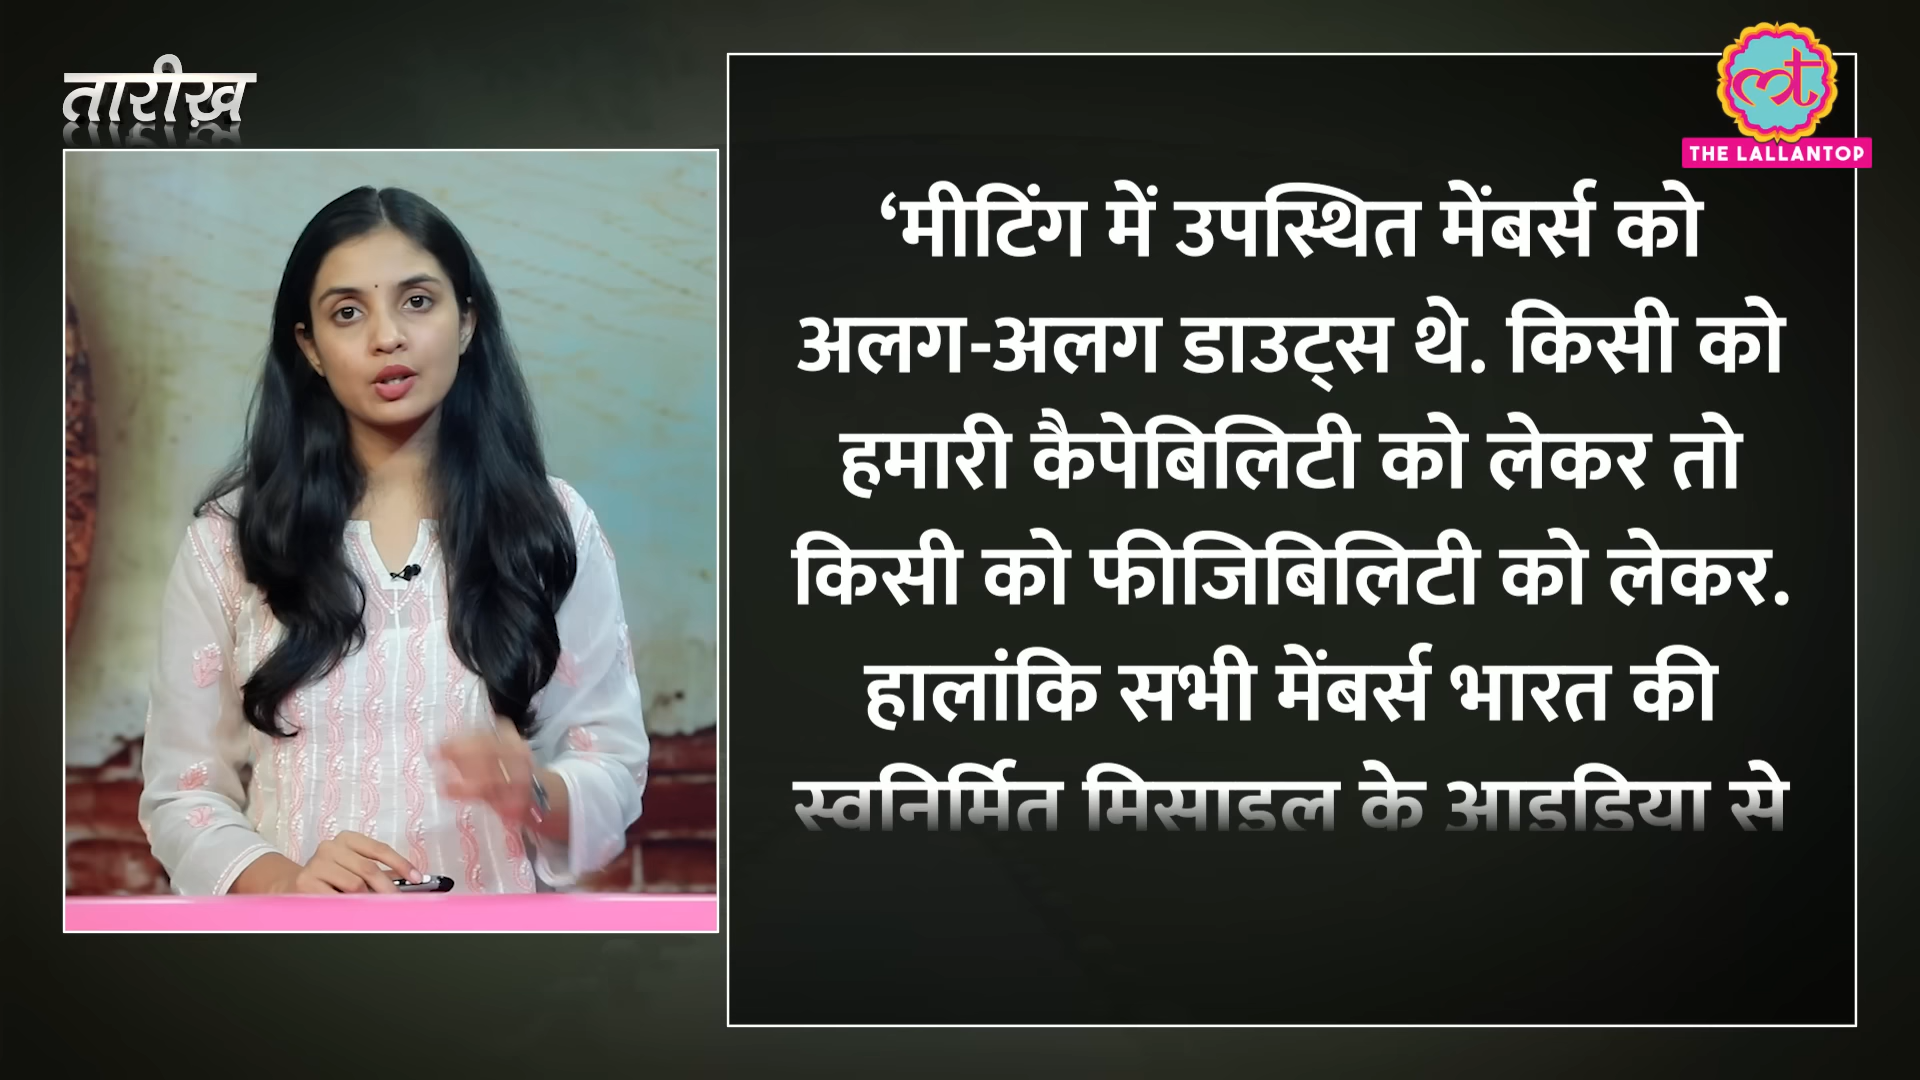 तारीख़
THE LALLANTOP
‘मीटिंग में उपस्थित मेंबर्स को
अलग-अलग डाउट्स थे. किसी को
हमारी कैपेबिलिटी को लेकर तो
किसी को फीजिबिलिटी को लेकर.
हालांकि सभी मेंबर्स भारत की
स्वनिर्मित मिसाइल के आइडिया से